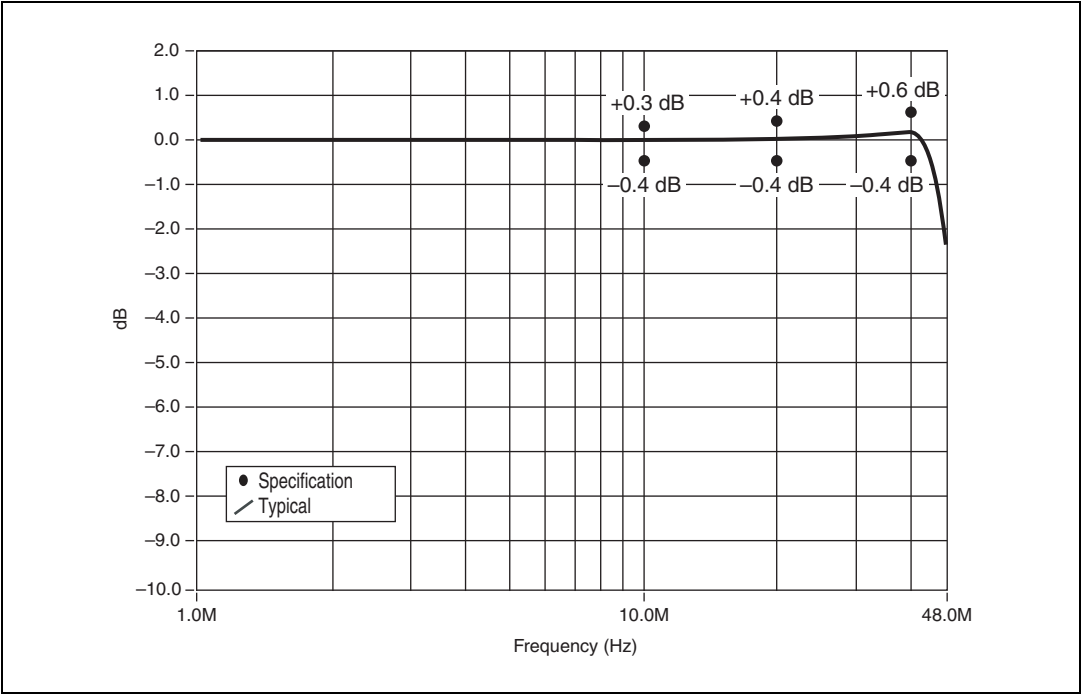 2.0
1.0
+0.3 dB
+0.4 dB
+0.6 dB
0.0
–1.0
–0.4 dB
–0.4 dB
–0.4 dB
–2.0
–3.0
–4.0
dB
–5.0
–6.0
–7.0
Specification
–8.0
Typical
–9.0
–10.0
1.0M
10.0M
48.0M
Frequency (Hz)